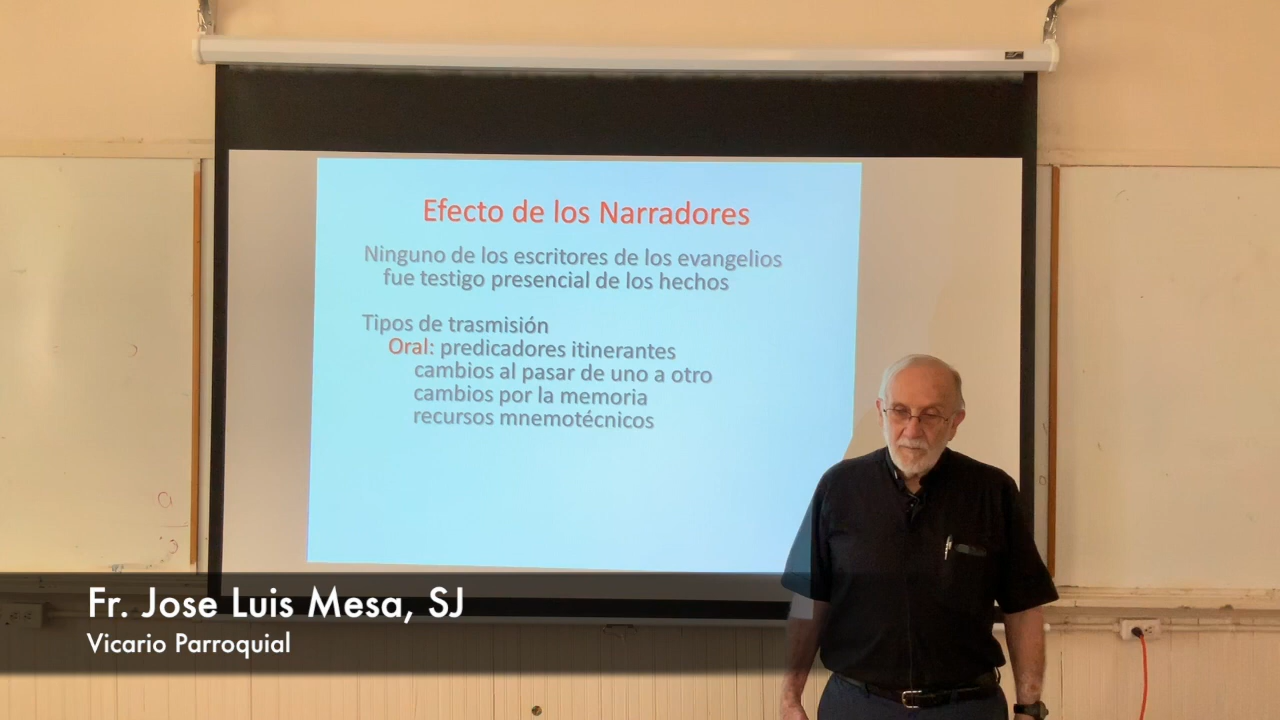 Efecto de los Narradores
Ninguno de los escritores de los evangelios
fue testigo presencial de los hechos
Tipos de trasmisión
Oral: predicadores itinerantes
cambios al pasar de uno a otro
cambios por la memoria
recursos mnemotécnicos
Fr. Jose Luis Mesa, SJ
Vicario Parroquial